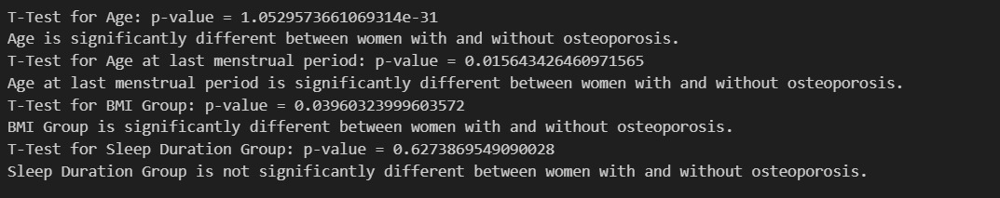 T-Test for Age: p-value = 1.0529573661069314e-31
Age is significantly different between women with and without osteoporosis.
T-Test for Age at last menstrual period: p-value = 0.015643426460971565
Age at last menstrual period is significantly different between women with and without osteoporosis.
T-Test for BMI Group: p-value = 0.03960323999603572
BMI Group is significantly different between women with and without osteoporosis.
T-Test for Sleep Duration Group: p-value = 0.6273869549090028
Sleep Duration Group is not significantly different between women with and without osteoporosis.